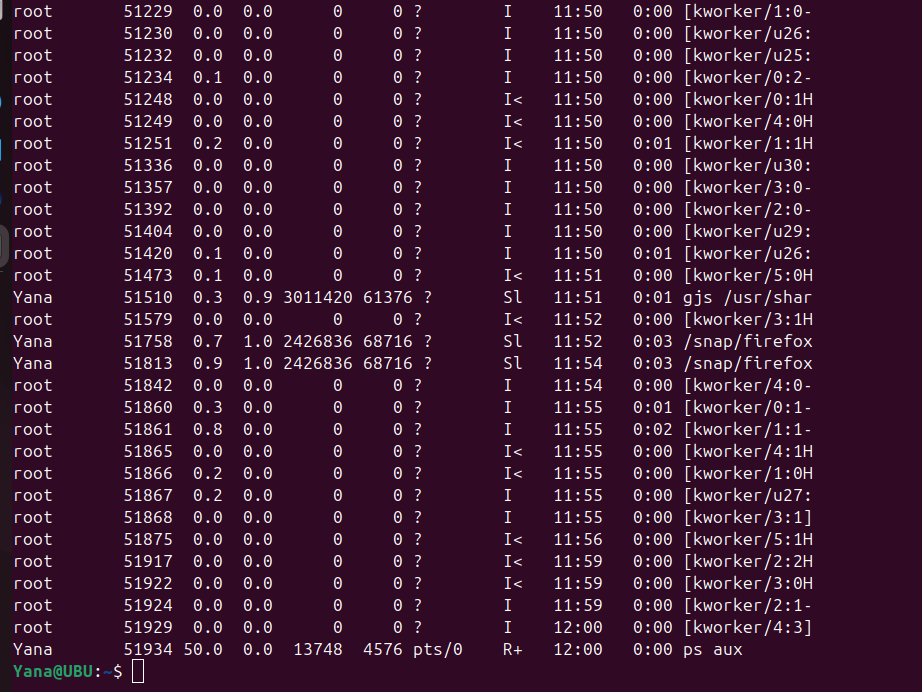 root 51229 0.0 0.0 0 0 ? I 11:50 0:00 [kworker/1:0-
root 51230 0.0 0.0 0 0 ? I 11:50 0:00 [kworker/u26:
root 51232 0.0 0.0 0 0 ? I 11:50 0:00 [kworker/u25:
root 51234 0.1 0.0 0 0 ? I 11:50 0:00 [kworker/0:2-
root 51248 0.0 0.0 0 0 ? I< 11:50 0:00 [kworker/0:1H
root 51249 0.0 0.0 0 0 ? I< 11:50 0:00 [kworker/4:0H
root 51251 0.2 0.0 0 0 ? I< 11:50 0:01 [kworker/1:1H
root 51336 0.0 0.0 0 0 ? I 11:50 0:00 [kworker/u30:
root 51357 0.0 0.0 0 0 ? I 11:50 0:00 [kworker/3:0-
root 51392 0.0 0.0 0 0 ? I 11:50 0:00 [kworker/2:0-
root 51404 0.0 0.0 0 0 ? I 11:50 0:00 [kworker/u29:
root 51420 0.1 0.0 0 0 ? I 11:50 0:01 [kworker/u26:
root 51473 0.1 0.0 0 0 ? I< 11:51 0:00 [kworker/5:0H
Yana 51510 0.3 0.9 3011420 61376 ? Sl 11:51 0:01 gjs /usr/shar
root 51579 0.0 0.0 0 0 ? I< 11:52 0:00 [kworker/3:1H
Yana 51758 0.7 1.0 2426836 68716 ? Sl 11:52 0:03 /snap/firefox
Yana 51813 0.9 1.0 2426836 68716 ? Sl 11:54 0:03 /snap/firefox
root 51842 0.0 0.0 0 0 ? I 11:54 0:00 [kworker/4:0-
root 51860 0.3 0.0 0 0 ? I 11:55 0:01 [kworker/0:1-
root 51861 0.8 0.0 0 0 ? I 11:55 0:02 [kworker/1:1-
root 51865 0.0 0.0 0 0 ? I< 11:55 0:00 [kworker/4:1H
root 51866 0.2 0.0 0 0 ? I< 11:55 0:00 [kworker/1:0H
root 51867 0.2 0.0 0 0 ? I 11:55 0:00 [kworker/u27:
root 51868 0.0 0.0 0 0 ? I 11:55 0:00 [kworker/3:1]
root 51875 0.0 0.0 0 0 ? I< 11:56 0:00 [kworker/5:1H
root 51917 0.0 0.0 0 0 ? I< 11:59 0:00 [kworker/2:2H
root 51922 0.0 0.0 0 0 ? I< 11:59 0:00 [kworker/3:0H
root 51924 0.0 0.0 0 0 ? I 11:59 0:00 [kworker/2:1-
root 51929 0.0 0.0 0 0 ? I 12:00 0:00 [kworker/4:3]
Yana 51934 50.0 0.0 13748 4576 pts/0 R+ 12:00 0:00 ps aux
Yana@UBU:~$